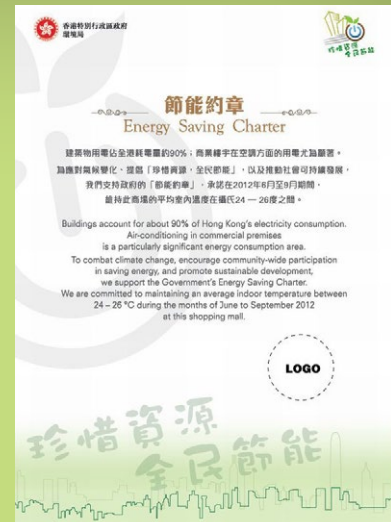 香港特別行政區政府
環境局
珍惜資源
全民節能
節能約章
Energy Saving Charter
建築物用電佔全港耗電量約90%；商業樓宇在空調方面的用電尤為顯著。
為應對氣候變化、提倡「珍惜資源，全民節能」，以及推動社會可持續發展，
我們支持政府的「節能約章」，承諾在2012年6月至9月期間，
維持此商場的平均室內溫度在攝氏24 — 26度之間。
Buildings account for about 90% of Hong Kong's electricity consumption.
Air-conditioning in commercial premises
is a particularly significant energy consumption area.
To combat climate change, encourage community-wide participation
in saving energy, and promote sustainable development,
we support the Government's Energy Saving Charter.
We are committed to maintaining an average indoor temperature between
24 – 26 °C during the months of June to September 2012
at this shopping mall.
LOGO
珍惜資源
全民節能